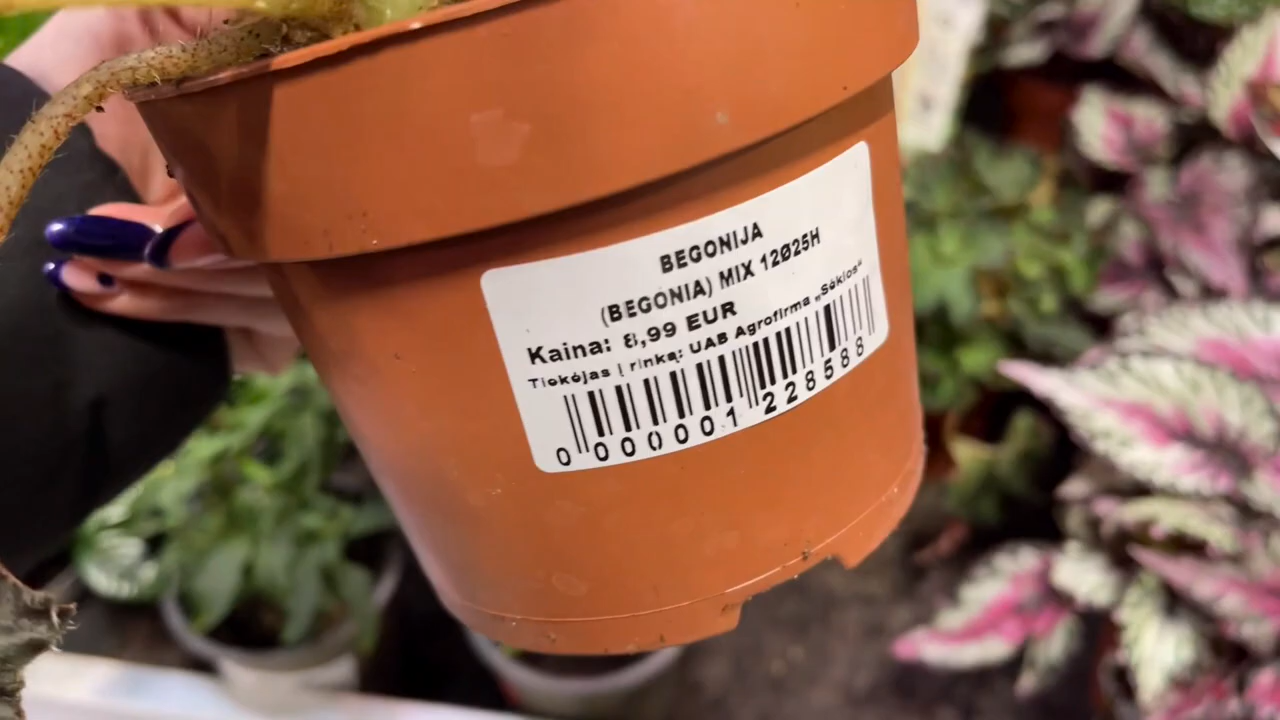 BEGONIJA
(BEGONIA) MIX 12Ø25H
Kaina: 8,99 EUR
Tiekėjas į rinką: UAB Agrofirma „Sėklos“
0 000001 228588